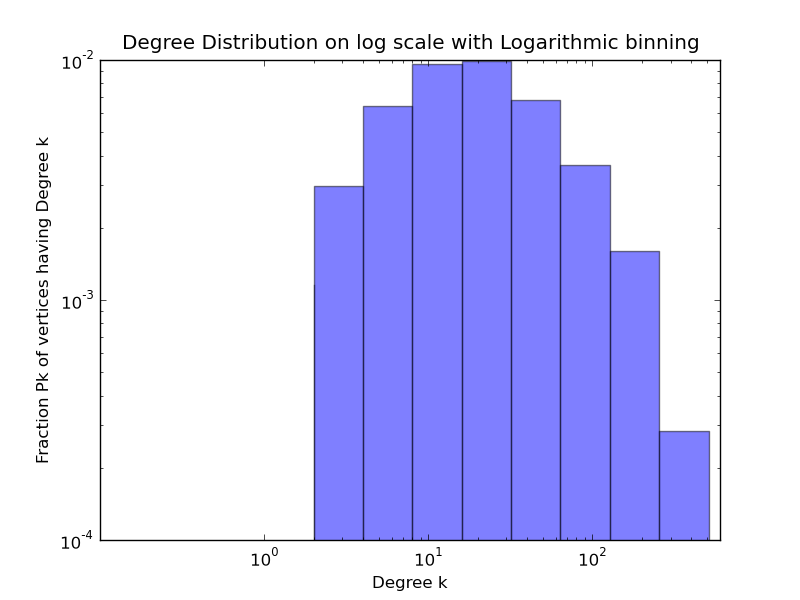 Degree Distribution on log scale with Logarithmic binning
10^-2
10^-3
10^-4
Fraction Pk of vertices having Degree k
10^0 10^1 10^2
Degree k